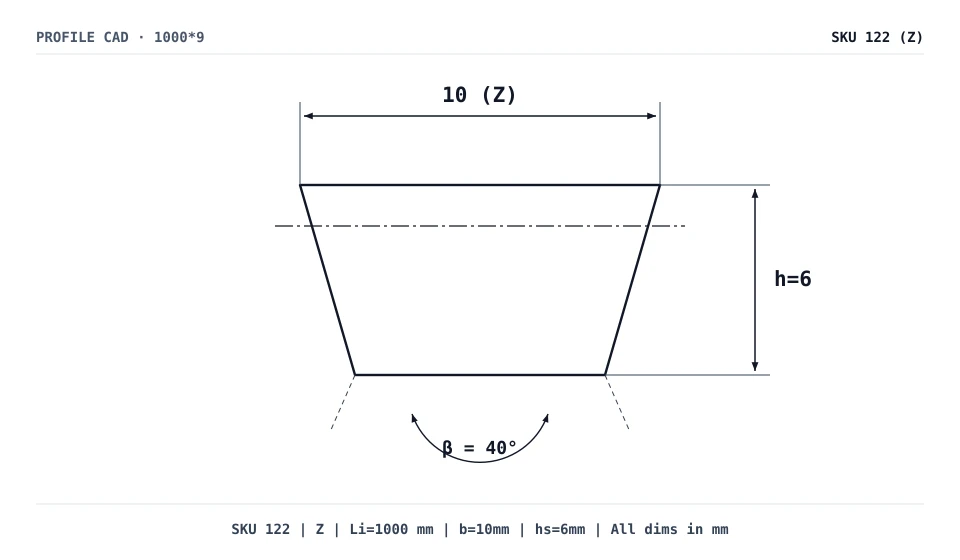 PROFILE CAD · 1000*9
SKU 122 (Z)
10 (Z)
h=6
β = 40°
SKU 122 | Z | Li=1000 mm | b=10mm | hs=6mm | All dims in mm